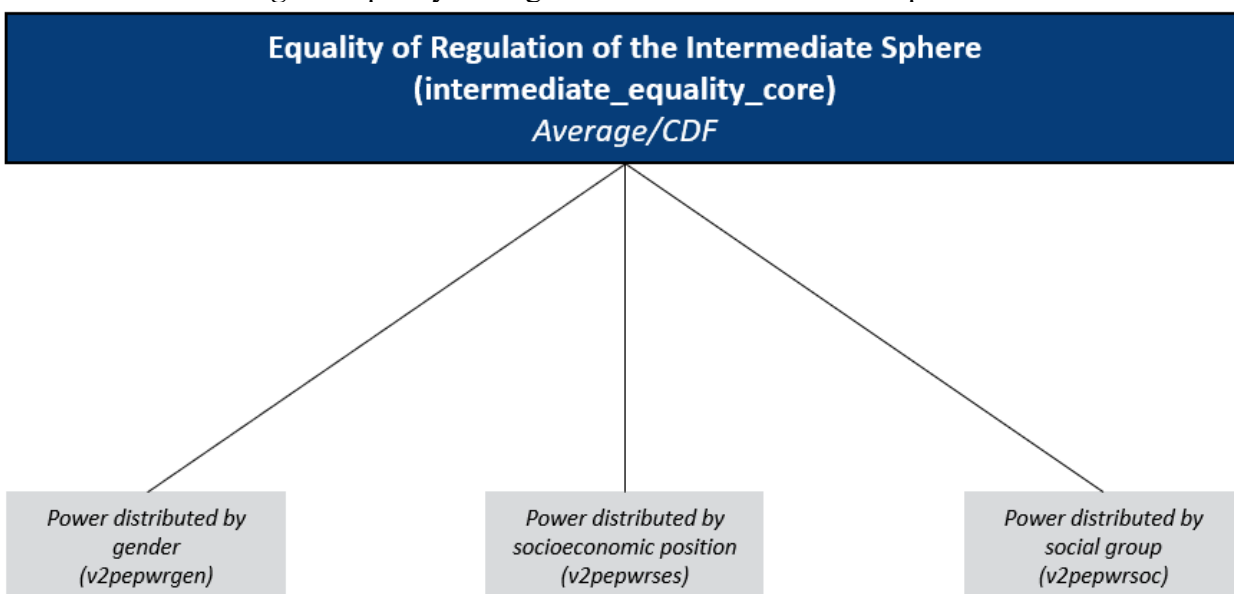 Equality of Regulation of the Intermediate Sphere
(intermediate_equality_core)
Average/CDF
Power distributed by
gender
(v2pepwrgen)
Power distributed by
socioeconomic position
(v2pepwrses)
Power distributed by
social group
(v2pepwrsoc)